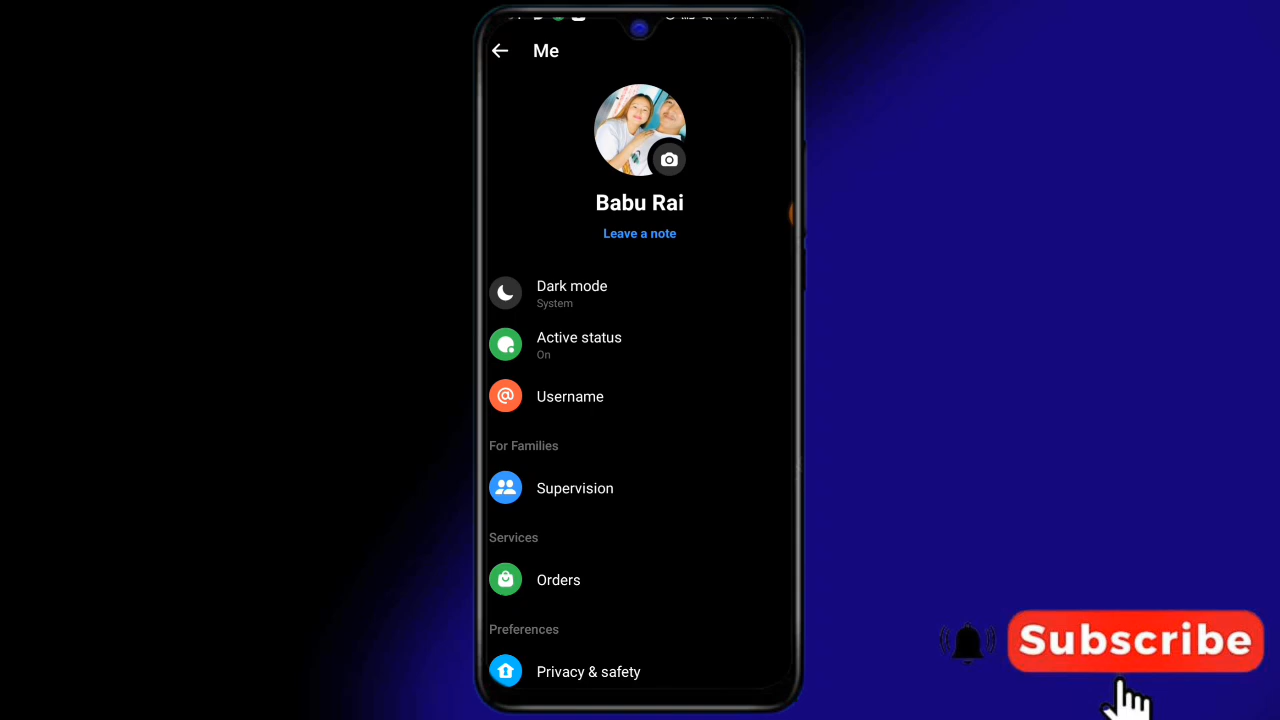 Me
Babu Rai
Leave a note
Dark mode
System
Active status
On
Username
For Families
Supervision
Services
Orders
Preferences
Privacy & safety
Subscribe